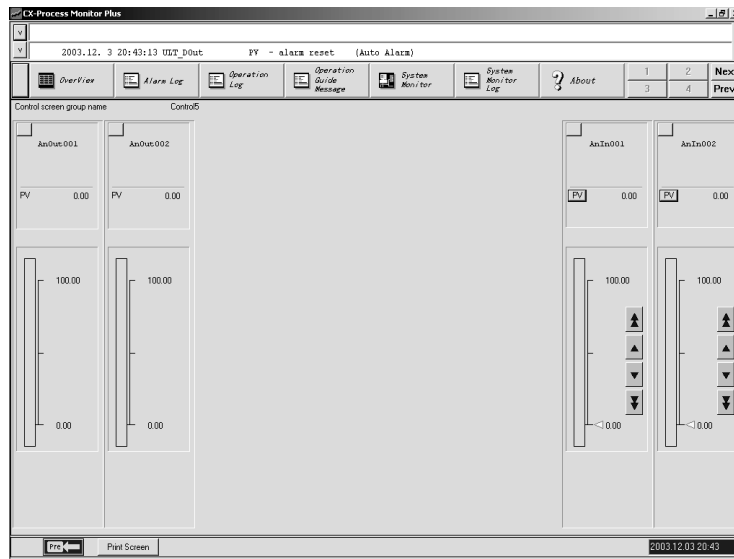 CX-Process Monitor Plus
2003.12. 3 20:43:13 ULT_DOut PV - alarm reset (Auto Alarm)
OverView
Alarm Log
Operation Log
Operation Guide Message
System Monitor
System Monitor Log
About
1 2
3 4
Control screen group name Control5
AnOut001 AnOut002 AnIn001 AnIn002
PV 0.00 PV 0.00 PV 0.00 PV 0.00
100.00 100.00 100.00 100.00
0.00 0.00 0.00 0.00
Pre Print Screen 2003.12.03 20:43